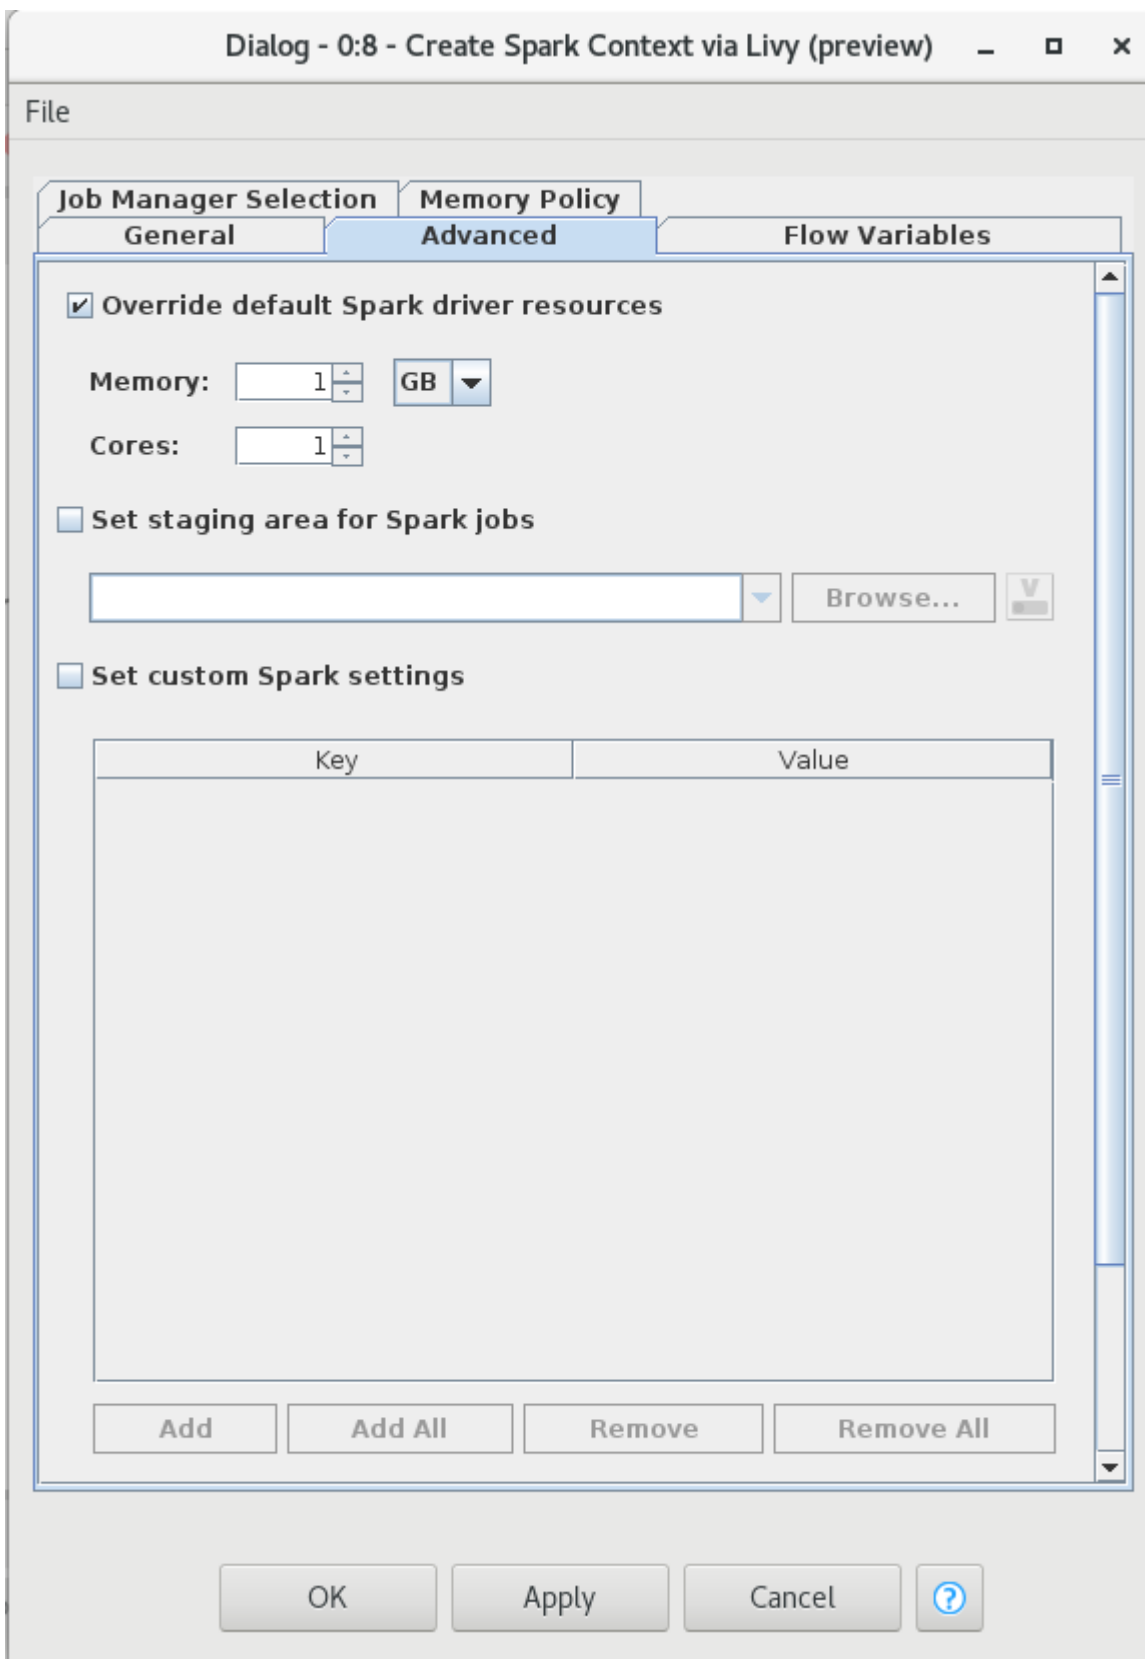 Dialog - 0:8 - Create Spark Context via Livy (preview)
File
Job Manager Selection Memory Policy
General Advanced Flow Variables
Override default Spark driver resources
Memory: 1 GB
Cores: 1
Set staging area for Spark jobs
Browse... V
Set custom Spark settings
Key Value
Add Add All Remove Remove All
OK Apply Cancel ?